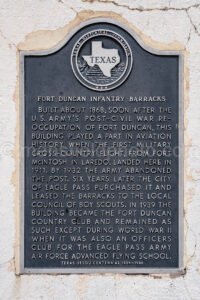 TEXAS
FORT DUNCAN INFANTRY BARRACKS
BUILT ABOUT 1868, SOON AFTER THE
U.S. ARMY'S POST-CIVIL WAR RE-
OCCUPATION OF FORT DUNCAN, THIS
BUILDING PLAYED A PART IN AVIATION
HISTORY WHEN THE FIRST MILITARY
CROSS-COUNTRY FLIGHT, FROM FORT
McINTOSH IN LAREDO, LANDED HERE IN
1911. BY 1932 THE ARMY ABANDONED
THE POST. SIX YEARS LATER THE CITY
OF EAGLE PASS PURCHASED IT AND
LEASED THE BARRACKS TO THE LOCAL
COUNCIL OF BOY SCOUTS. IN 1939 THE
BUILDING BECAME THE FORT DUNCAN
COUNTRY CLUB AND REMAINED AS
SUCH EXCEPT DURING WORLD WAR II
WHEN IT WAS ALSO AN OFFICERS
CLUB FOR THE EAGLE PASS ARMY
AIR FORCE ADVANCED FLYING SCHOOL.
TEXAS SESQUICENTENNIAL 1836-1986